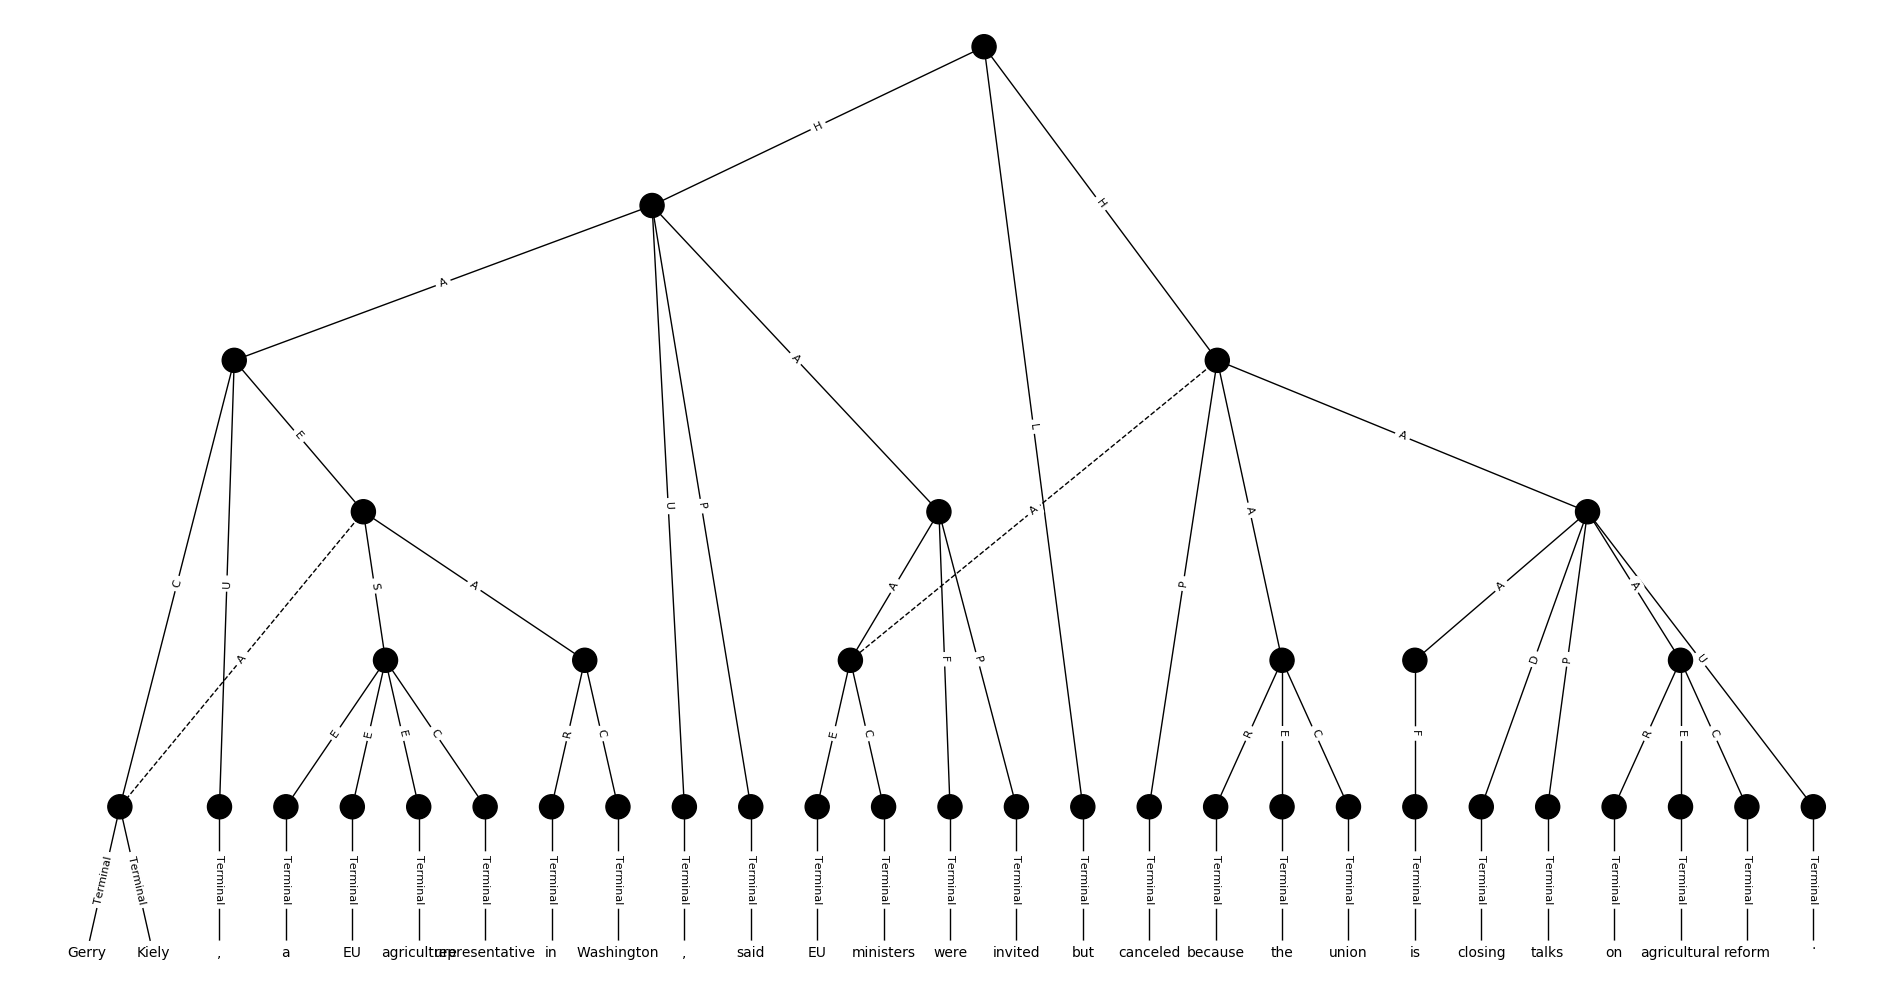 H
H
A
A
L
A
E
U
P
A
A
P
C
U
S
A
A
P
A
A
A
F
P
D
P
U
E
E
E
C
R
C
E
C
R
E
C
F
R
E
C
Terminal Terminal Terminal Terminal Terminal Terminal Terminal Terminal Terminal Terminal Terminal Terminal Terminal Terminal Terminal Terminal Terminal Terminal Terminal Terminal Terminal Terminal Terminal Terminal Terminal Terminal Terminal
Gerry Kiely , a EU agriculture representative in Washington , said EU ministers were invited but canceled because the union is closing talks on agricultural reform .